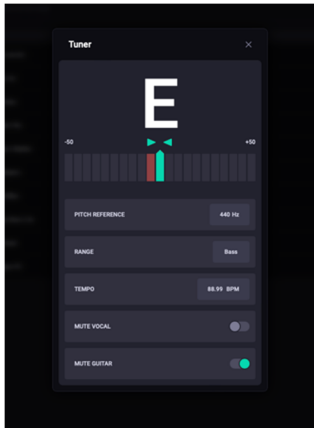 Tuner
E
-50 +50
PITCH REFERENCE 440 Hz
RANGE Bass
TEMPO 88.99 BPM
MUTE VOCAL
MUTE GUITAR